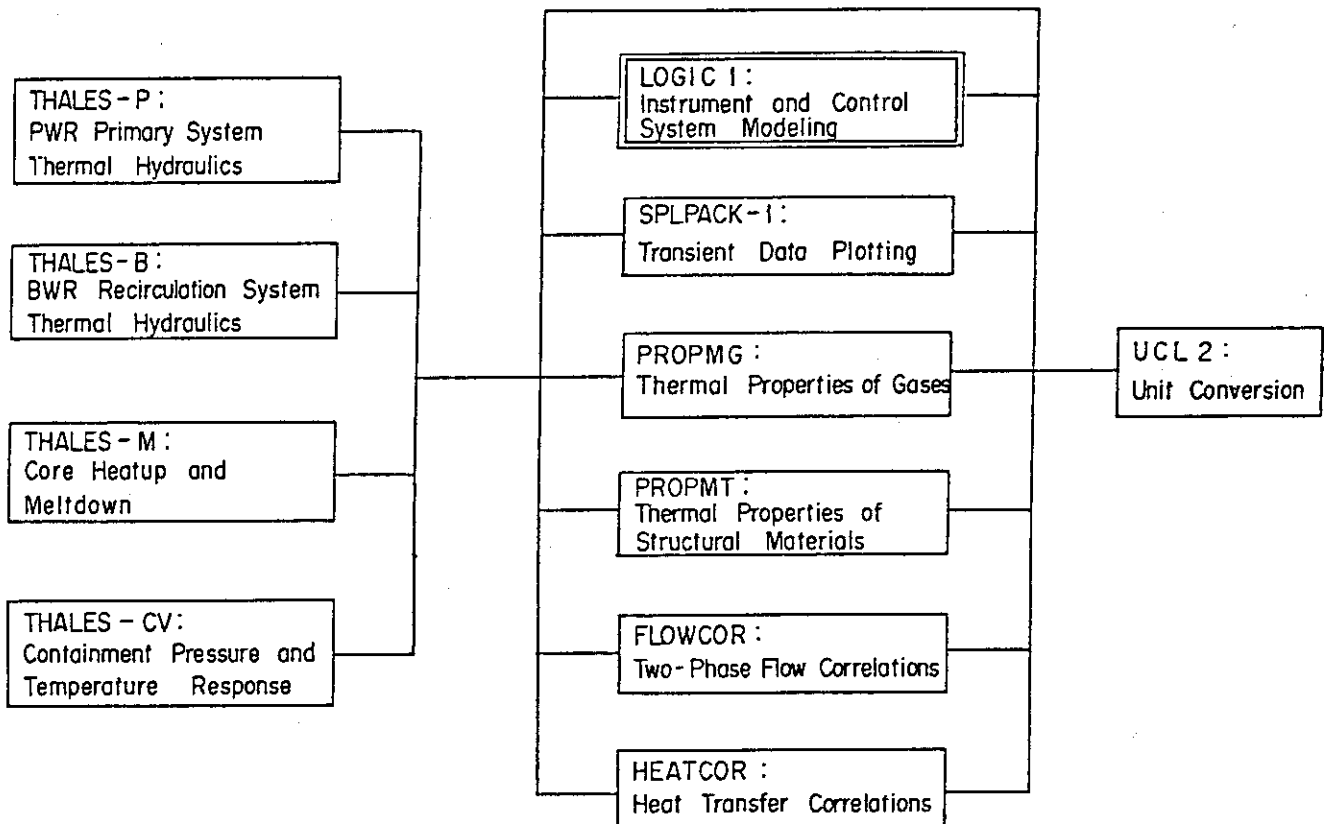 THALES-P:
PWR Primary System
Thermal Hydraulics
THALES-B:
BWR Recirculation System
Thermal Hydraulics
THALES-M:
Core Heatup and
Meltdown
THALES-CV:
Containment Pressure and
Temperature Response
LOGIC 1:
Instrument and Control
System Modeling
SPLPACK-1:
Transient Data Plotting
PROPMG:
Thermal Properties of Gases
PROPMT:
Thermal Properties of
Structural Materials
FLOWCOR:
Two-Phase Flow Correlations
HEATCOR:
Heat Transfer Correlations
UCL 2:
Unit Conversion